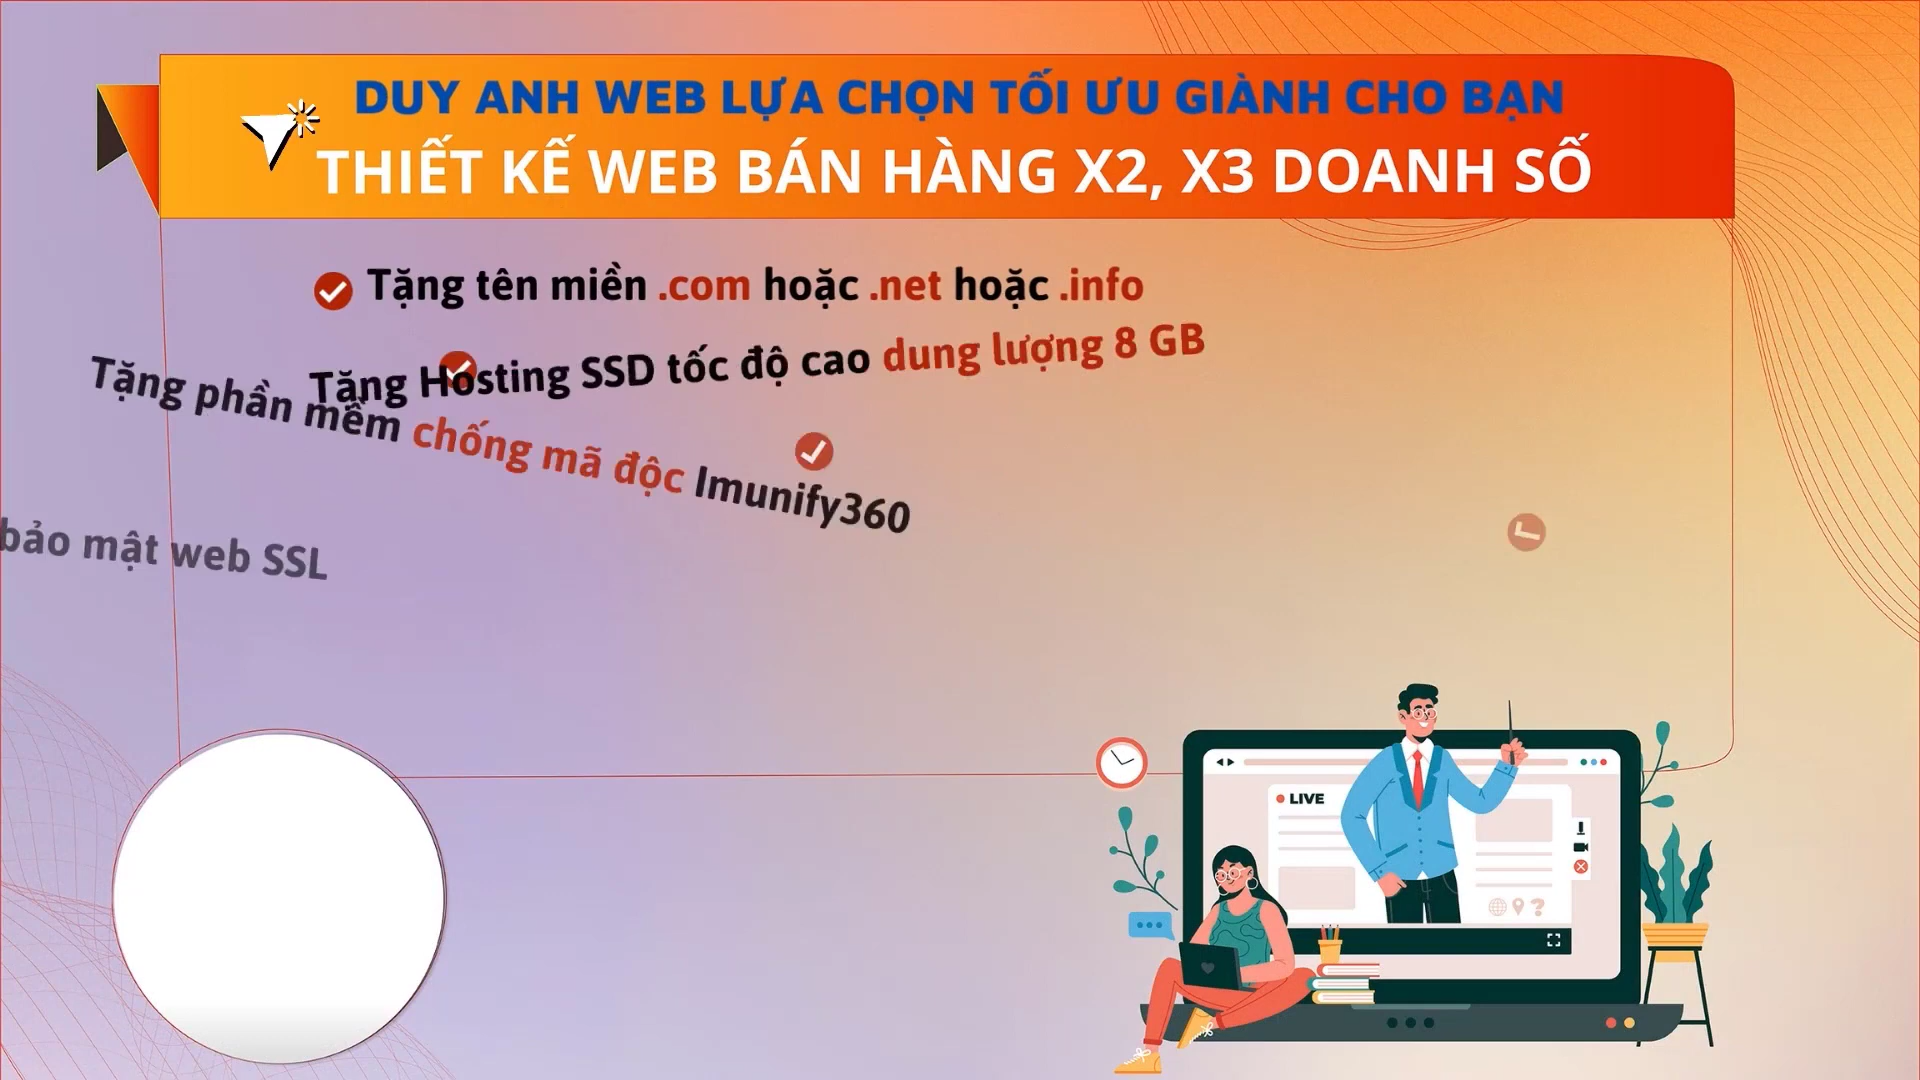 DUY ANH WEB LỰA CHỌN TỐI ƯU GIÀNH CHO BẠN
THIẾT KẾ WEB BÁN HÀNG X2, X3 DOANH SỐ
Tặng tên miền .com hoặc .net hoặc .info
Tặng Hosting SSD tốc độ cao dung lượng 8 GB
Tặng phần mềm chống mã độc Imunify360
bảo mật web SSL
LIVE